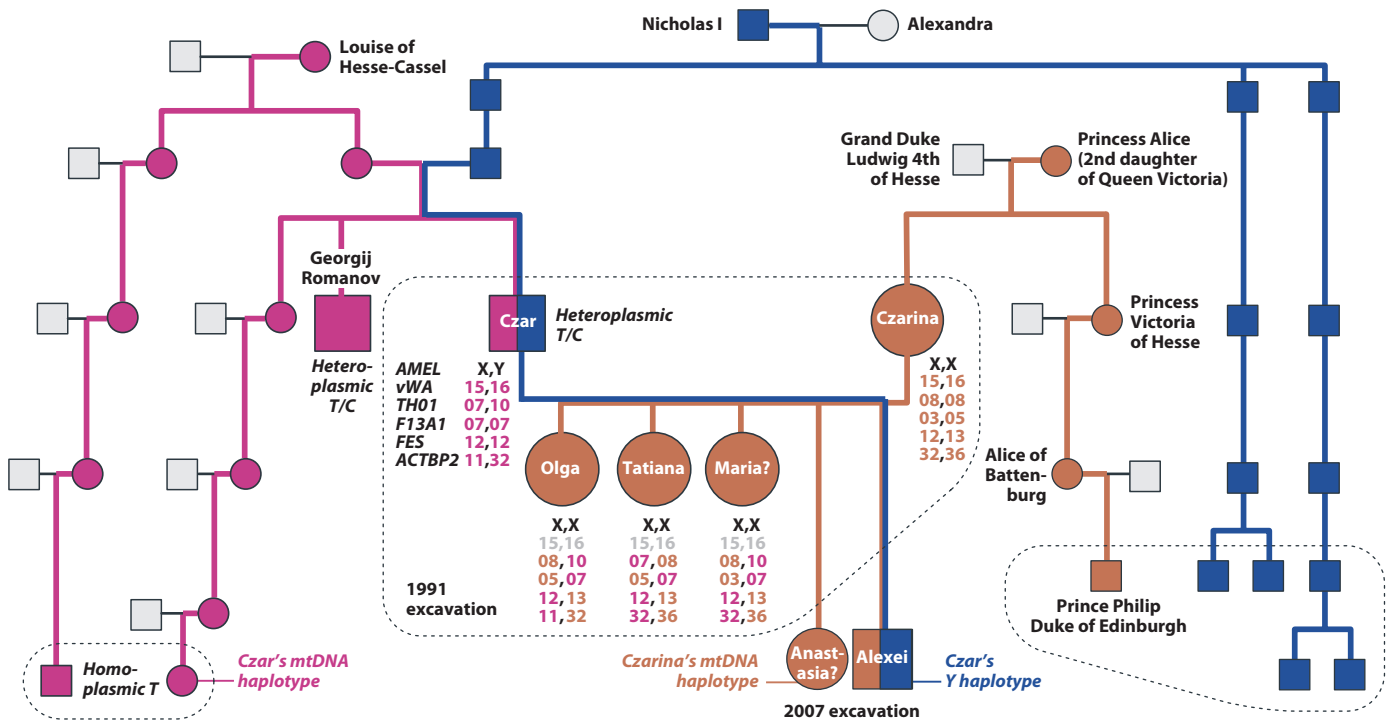 Nicholas I
Alexandra
Louise of
Hesse-Cassel
Grand Duke
Ludwig 4th
of Hesse
Princess Alice
(2nd daughter
of Queen Victoria)
Georgij
Romanov
Hetero-
plasmic
T/C
Czar
Heteroplasmic
T/C
Czarina
Princess
Victoria
of Hesse
AMEL X,Y
vWA 15,16
TH01 07,10
F13A1 07,07
FES 12,12
ACTBP2 11,32
X,X
15,16
08,08
03,05
12,13
32,36
Olga
Tatiana
Maria?
Alice of
Batten-
burg
X,X X,X X,X
15,16 15,16 15,16
08,10 07,08 08,10
05,07 05,07 03,07
12,13 12,13 12,13
11,32 32,36 32,36
1991
excavation
Prince Philip
Duke of Edinburgh
Homo-
plasmic T
Czar's mtDNA
haplotype
Czarina's mtDNA
haplotype
Anast-
asia?
Alexei
Czar's
Y haplotype
2007 excavation